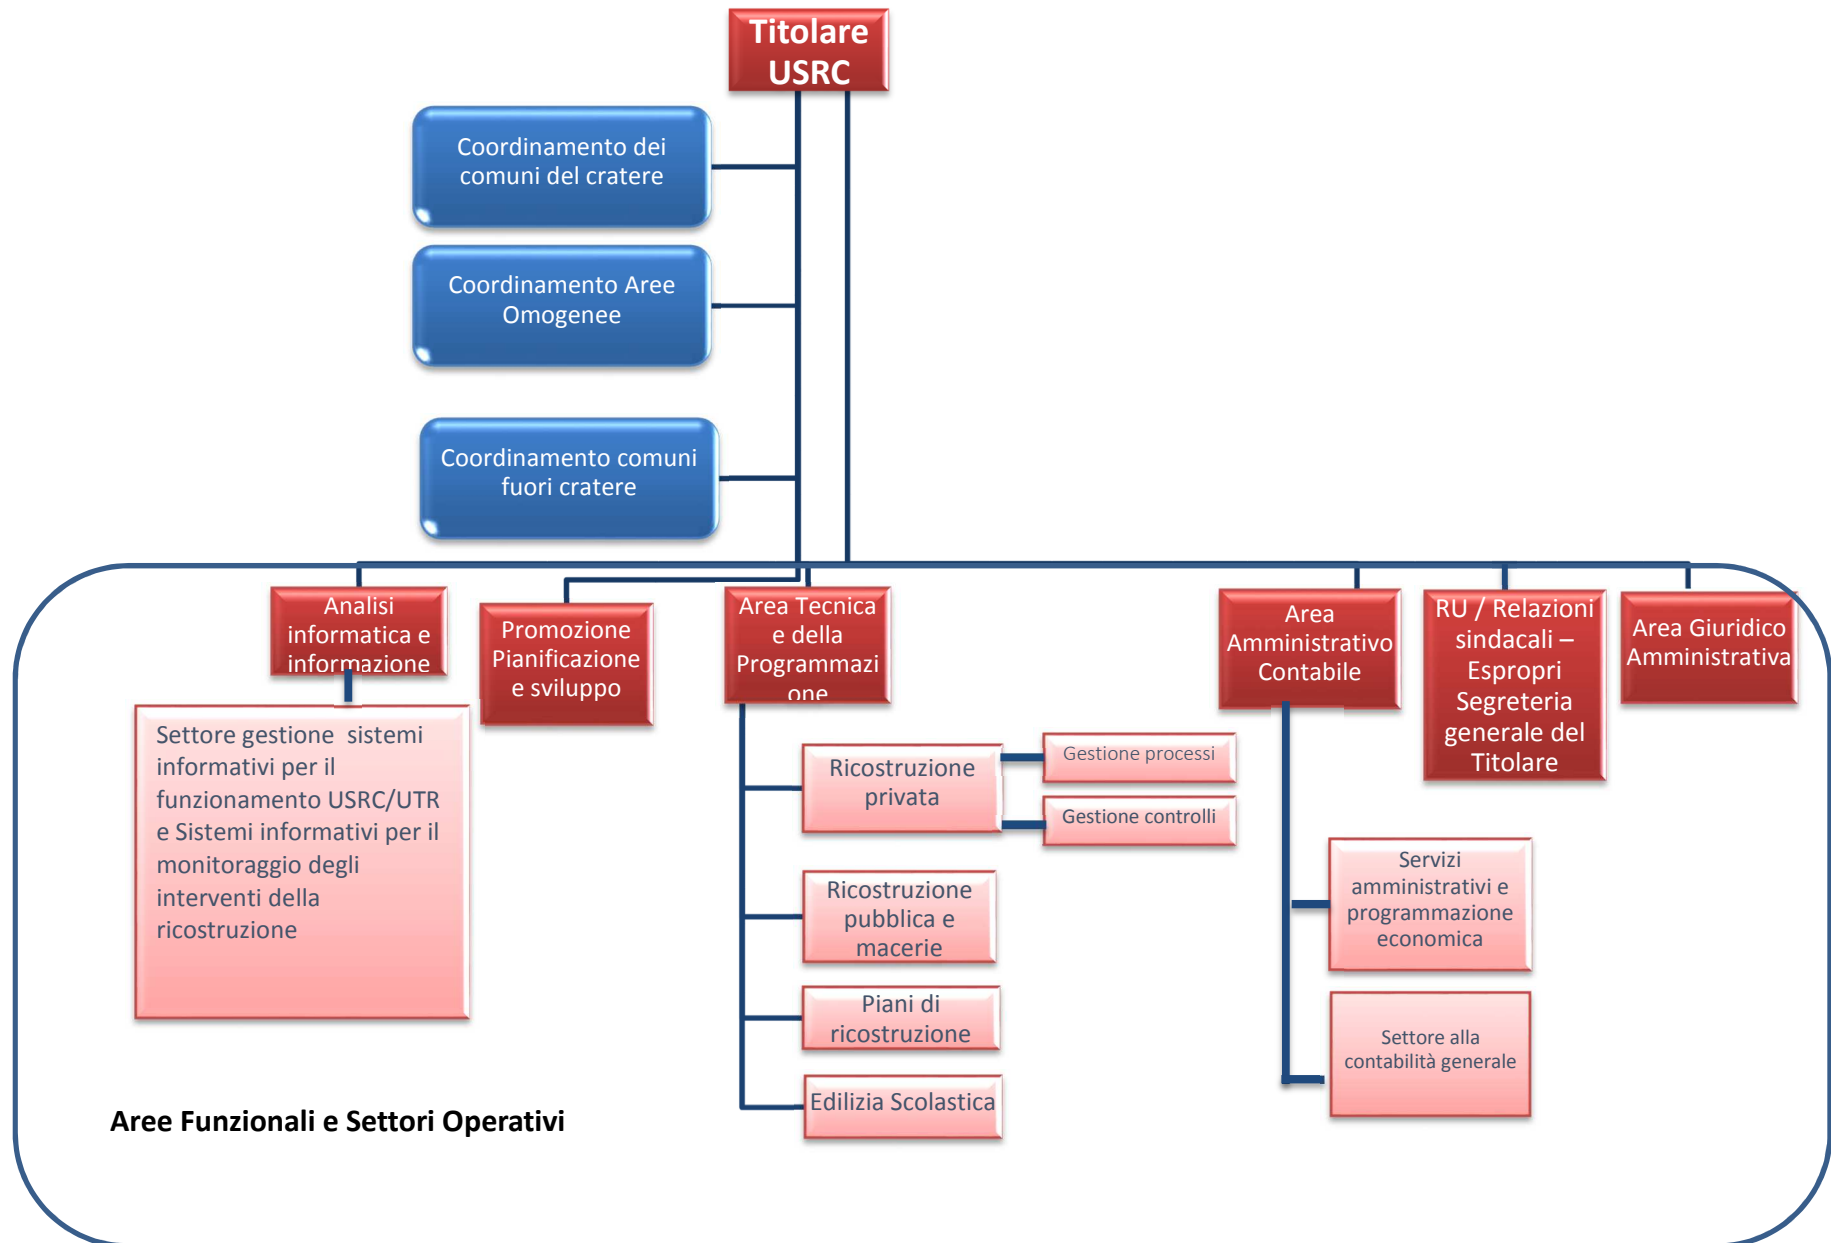 Titolare
USRC
Coordinamento dei
comuni del cratere
Coordinamento Aree
Omogenee
Coordinamento comuni
fuori cratere
Analisi
informatica e
informazione
Promozione
Pianificazione
e sviluppo
Area Tecnica
e della
Programmazi
one
Area
Amministrativo
Contabile
RU / Relazioni
sindacali –
Espropri
Segreteria
generale del
Titolare
Area Giuridico
Amministrativa
Settore gestione  sistemi
informativi per il
funzionamento USRC/UTR
e Sistemi informativi per il
monitoraggio degli
interventi della
ricostruzione
Ricostruzione
privata
Gestione processi
Gestione controlli
Ricostruzione
pubblica e
macerie
Piani di
ricostruzione
Edilizia Scolastica
Servizi
amministrativi e
programmazione
economica
Settore alla
contabilità generale
Aree Funzionali e Settori Operativi